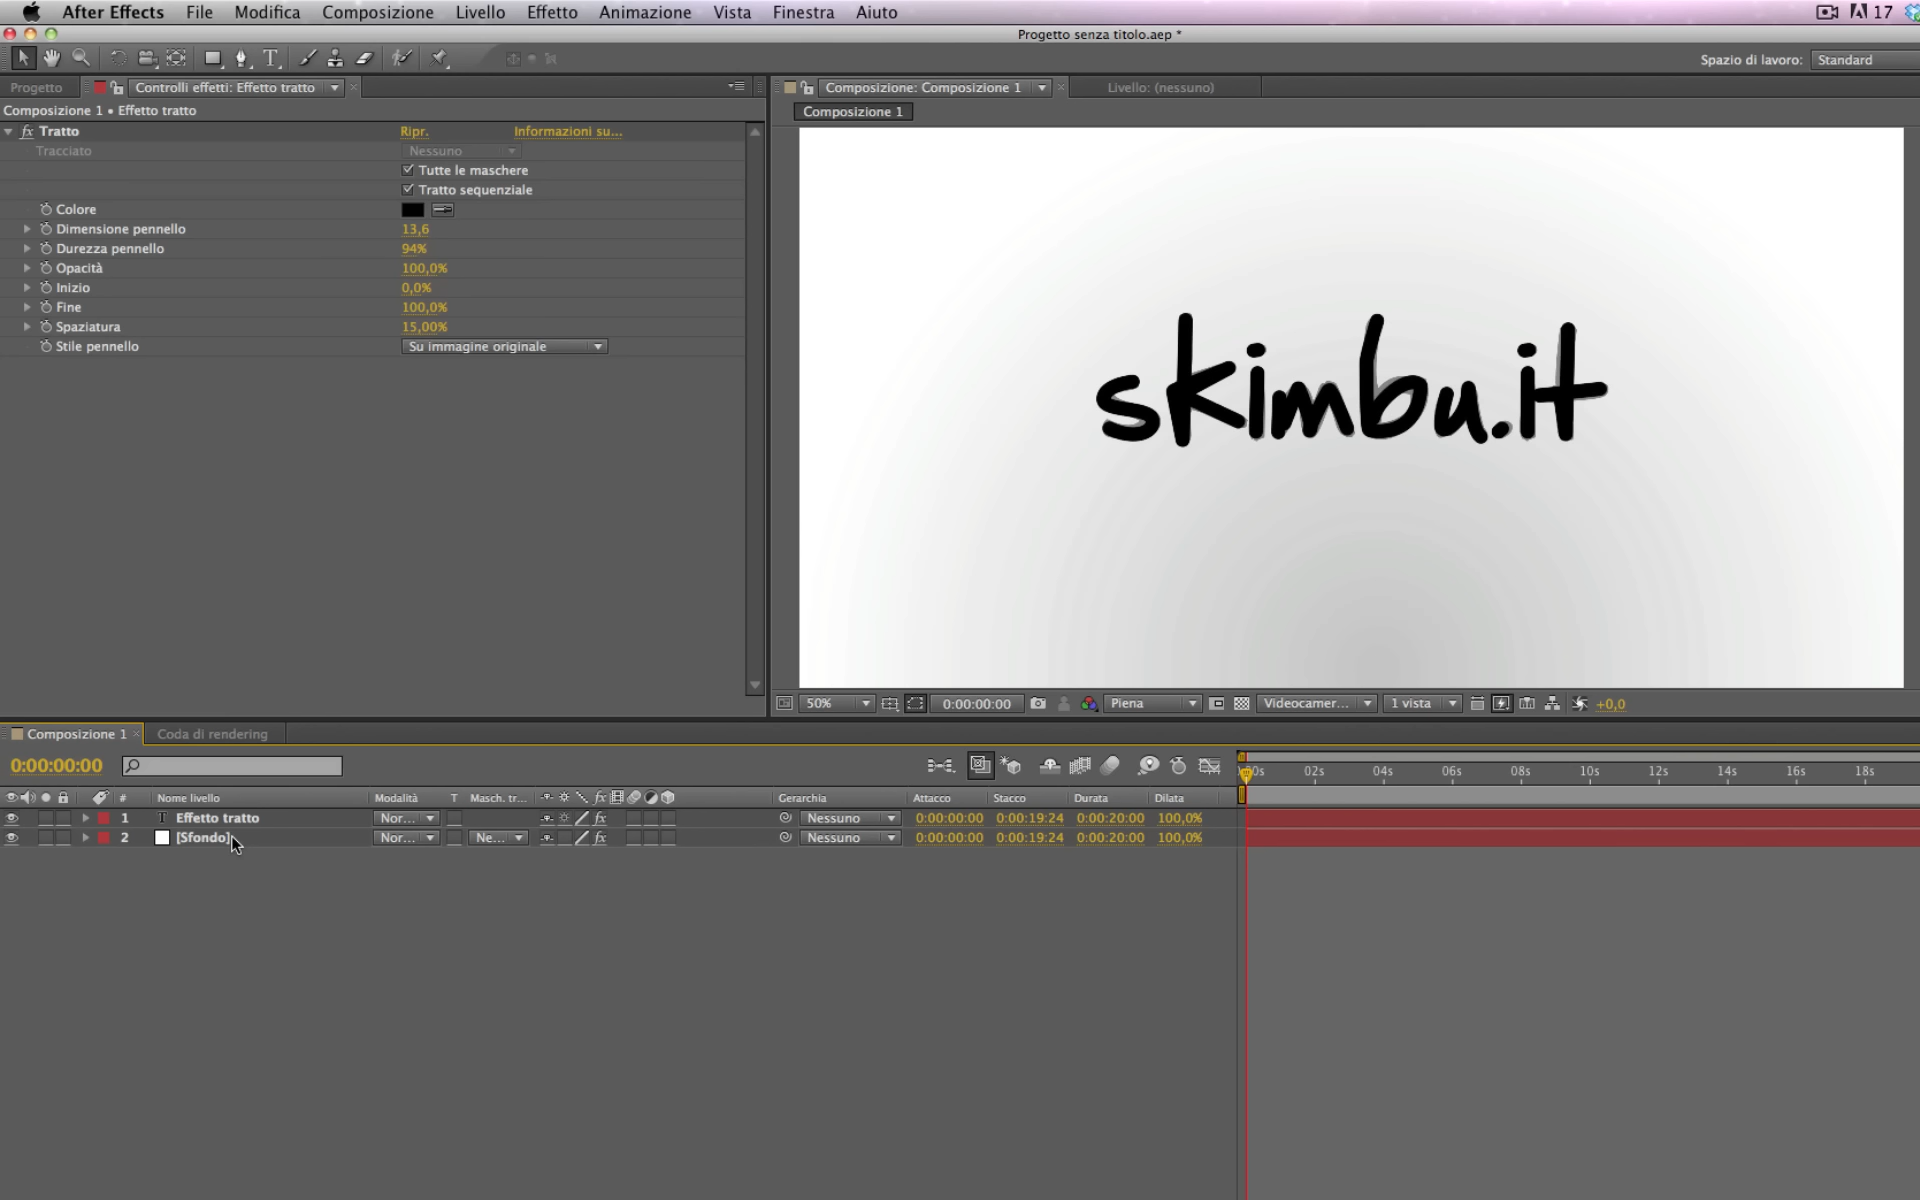 After Effects File Modifica Composizione Livello Effetto Animazione Vista Finestra Aiuto 17
Progetto senza titolo.aep *
Spazio di lavoro: Standard
Progetto Controlli effetti: Effetto tratto
Composizione: Composizione 1 Livello: (nessuno)
Composizione 1 • Effetto tratto
Composizione 1
fx Tratto Ripr. Informazioni su...
Tracciato Nessuno
Tutte le maschere
Tratto sequenziale
Colore
Dimensione pennello 13,6
Durezza pennello 94%
Opacità 100,0%
Inizio 0,0%
Fine 100,0%
Spaziatura 15,00%
Stile pennello Su immagine originale
skimbu.it
50% 0:00:00:00 Piena Videocamer... 1 vista +0,0
Composizione 1 Coda di rendering
0:00:00:00
00s 02s 04s 06s 08s 10s 12s 14s 16s 18s
# Nome livello Modalità T Masch. tr... fx Gerarchia Attacco Stacco Durata Dilata
1 T Effetto tratto Nor... fx Nessuno 0:00:00:00 0:00:19:24 0:00:20:00 100,0%
2 [Sfondo] Nor... Ne... fx Nessuno 0:00:00:00 0:00:19:24 0:00:20:00 100,0%